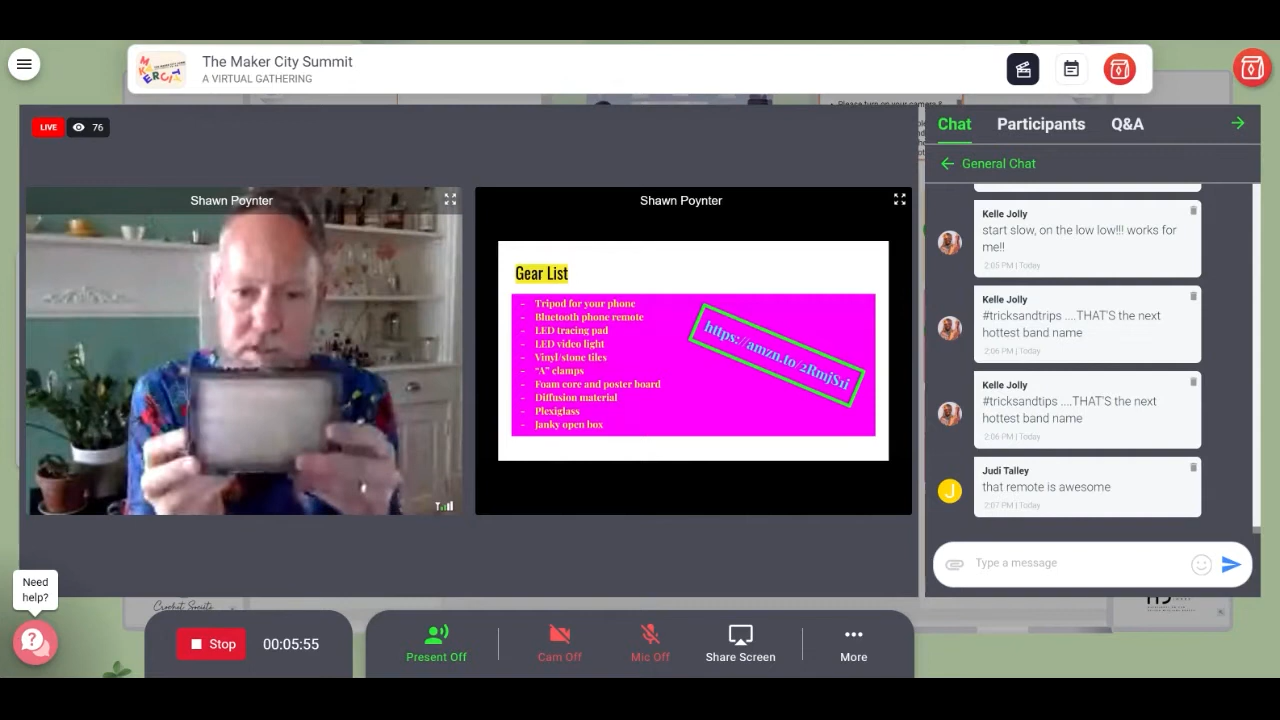 The Maker City Summit
A VIRTUAL GATHERING
LIVE
76
Shawn Poynter
Shawn Poynter
Gear List
- Tripod for your phone
- Bluetooth phone remote
- LED tracing pad
- LED video light
- Vinyl/stone tiles
- "A" clamps
- Foam core and poster board
- Diffusion material
- Plexiglass
- Janky open box
https://amzn.to/2RmjS1i
Chat
Participants
Q&A
General Chat
Kelle Jolly
start slow, on the low low!!! works for
me!!
2:05 PM | Today
Kelle Jolly
#tricksandtrips ....THAT'S the next
hottest band name
2:06 PM | Today
Kelle Jolly
#tricksandtips ....THAT'S the next
hottest band name
2:06 PM | Today
J
Judi Talley
that remote is awesome
2:07 PM | Today
Type a message
Need
help?
Crochet Society
Stop
00:05:55
Present Off
Cam Off
Mic Off
Share Screen
More